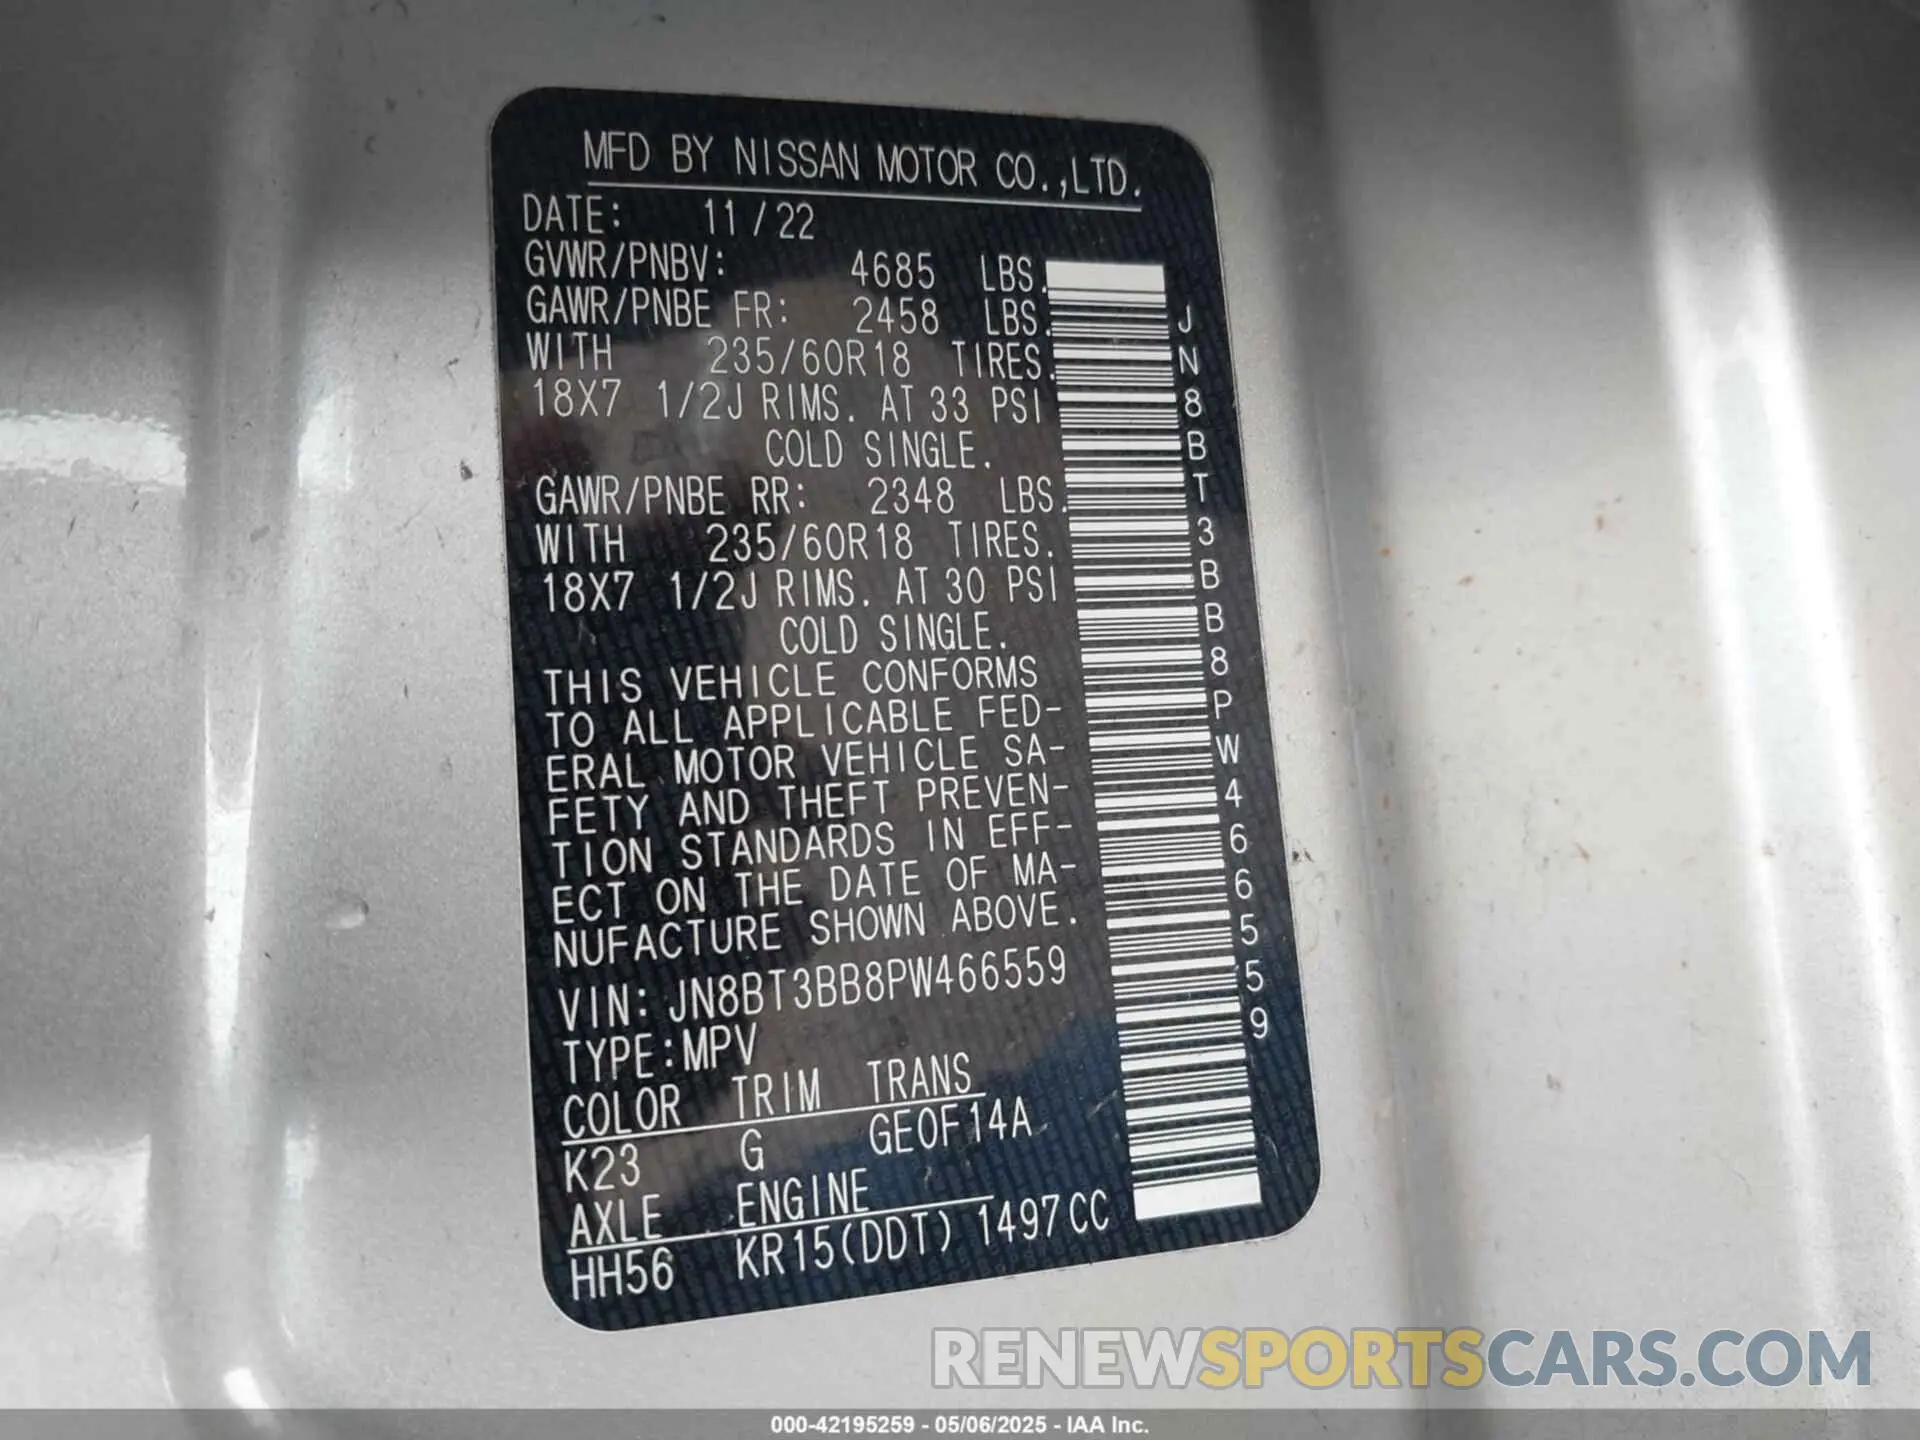 MFD BY NISSAN MOTOR CO.,LTD.
DATE: 11/22
GVWR/PNBV: 4685 LBS.
GAWR/PNBE FR: 2458 LBS.
WITH 235/60R18 TIRES.
18X7 1/2J RIMS. AT 33 PSI
COLD SINGLE.
GAWR/PNBE RR: 2348 LBS.
WITH 235/60R18 TIRES.
18X7 1/2J RIMS. AT 30 PSI
COLD SINGLE.
THIS VEHICLE CONFORMS
TO ALL APPLICABLE FED-
ERAL MOTOR VEHICLE SA-
FETY AND THEFT PREVEN-
TION STANDARDS IN EFF-
ECT ON THE DATE OF MA-
NUFACTURE SHOWN ABOVE.
VIN: JN8BT3BB8PW466559
TYPE:MPV
COLOR TRIM TRANS
K23 G GEOF14A
AXLE ENGINE
HH56 KR15(DDT) 1497CC
JN8BT3BB8PW466559
RENEWSPORTSCARS.COM
000-42195259 - 05/06/2025 - IAA Inc.